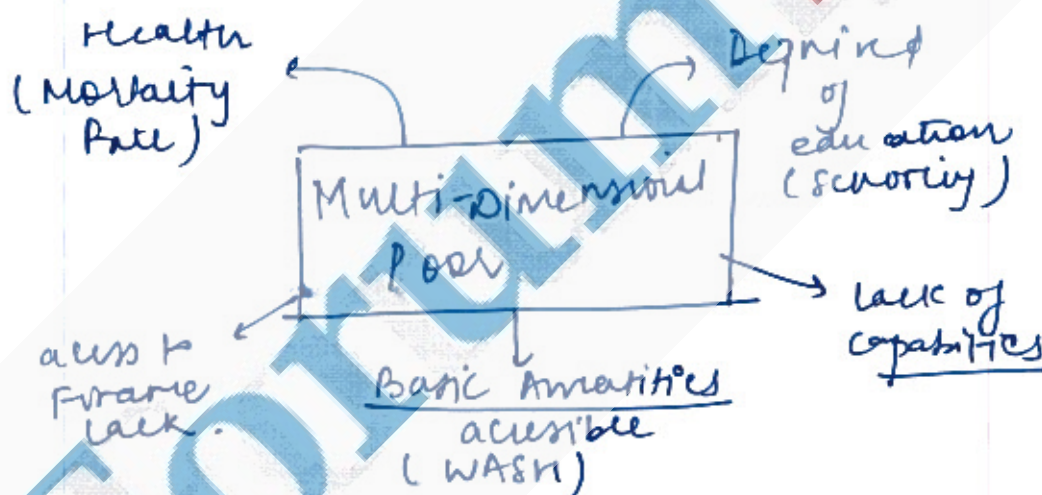 Health
(Mortality
Rate)
Deprived
of
education
(schooling)
Multi-Dimensional
Poor
lack of
capabilities
access to
Finance
lack.
Basic Amenities
accessible
(WASH)
Forum